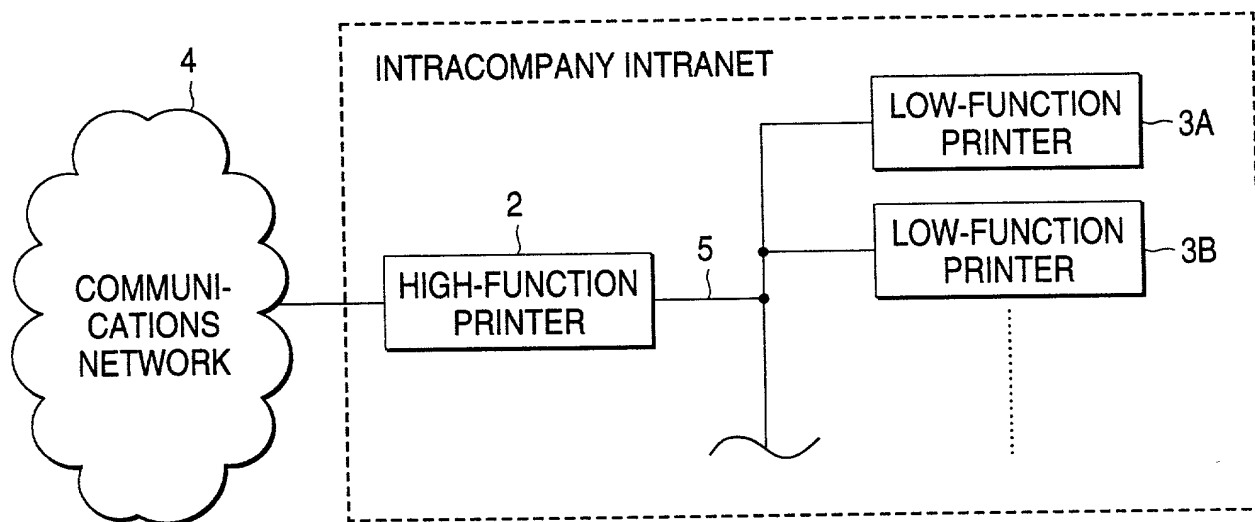 4
INTRACOMPANY INTRANET
LOW-FUNCTION
PRINTER
3A
2
5
LOW-FUNCTION
PRINTER
3B
HIGH-FUNCTION
PRINTER
COMMUNI-
CATIONS
NETWORK